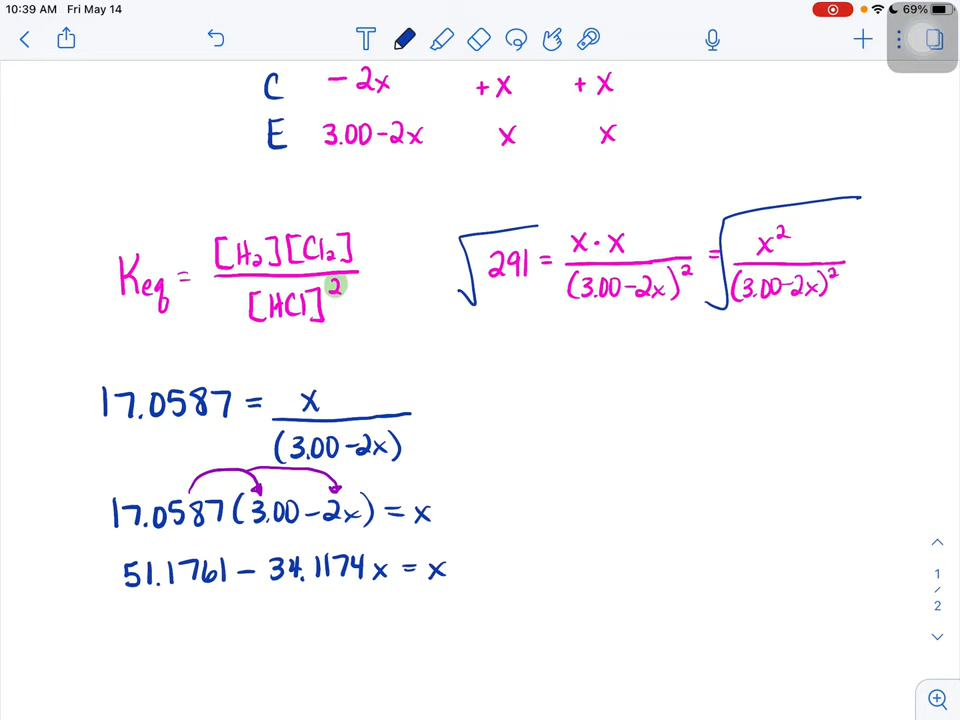 10:39 AM Fri May 14 69%
T
C − 2x + x + x
E 3.00 − 2x x x
Keq = [H₂][Cl₂] / [HCl]²
√291 = x · x / (3.00 − 2x)² = √x² / (3.00 − 2x)²
17.0587 = x / (3.00 − 2x)
17.0587 (3.00 − 2x) = x
51.1761 − 34.1174x = x
1 / 2